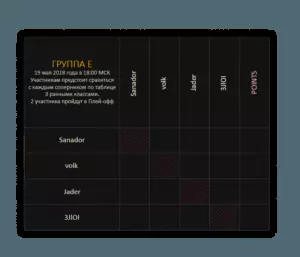 ГРУППА E
19 мая 2018 года в 18:00 МСК
Участникам предстоит сразиться
с каждым соперником по таблице
3 разными классами.
2 участника пройдут в Плей-офф.
Sanador
volk
Jader
3JIOI
POINTS
Sanador
volk
Jader
3JIOI